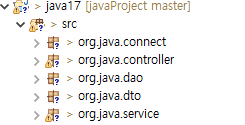 java17 [javaProject master]
src
org.java.connect
org.java.controller
org.java.dao
org.java.dto
org.java.service